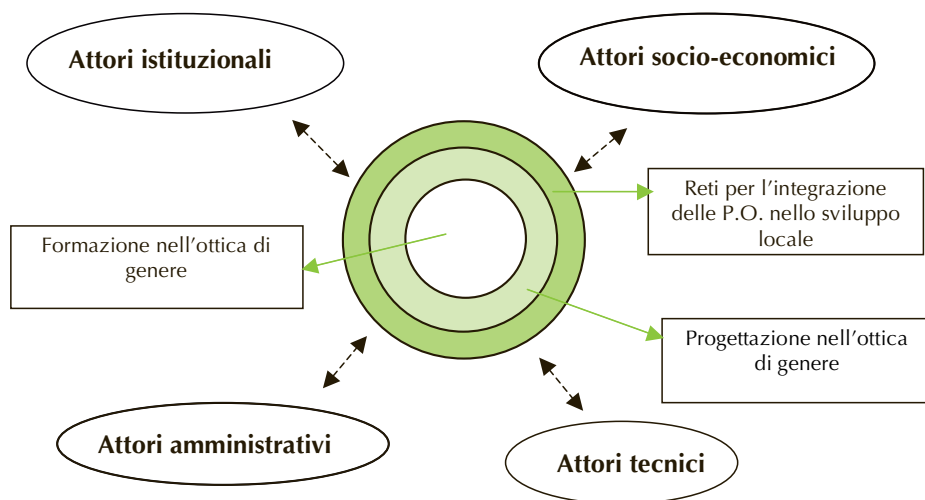 Attori istituzionali
Attori socio-economici
Reti per l’integrazione
delle P.O. nello sviluppo
locale
Formazione nell’ottica di
genere
Progettazione nell’ottica
di genere
Attori amministrativi
Attori tecnici